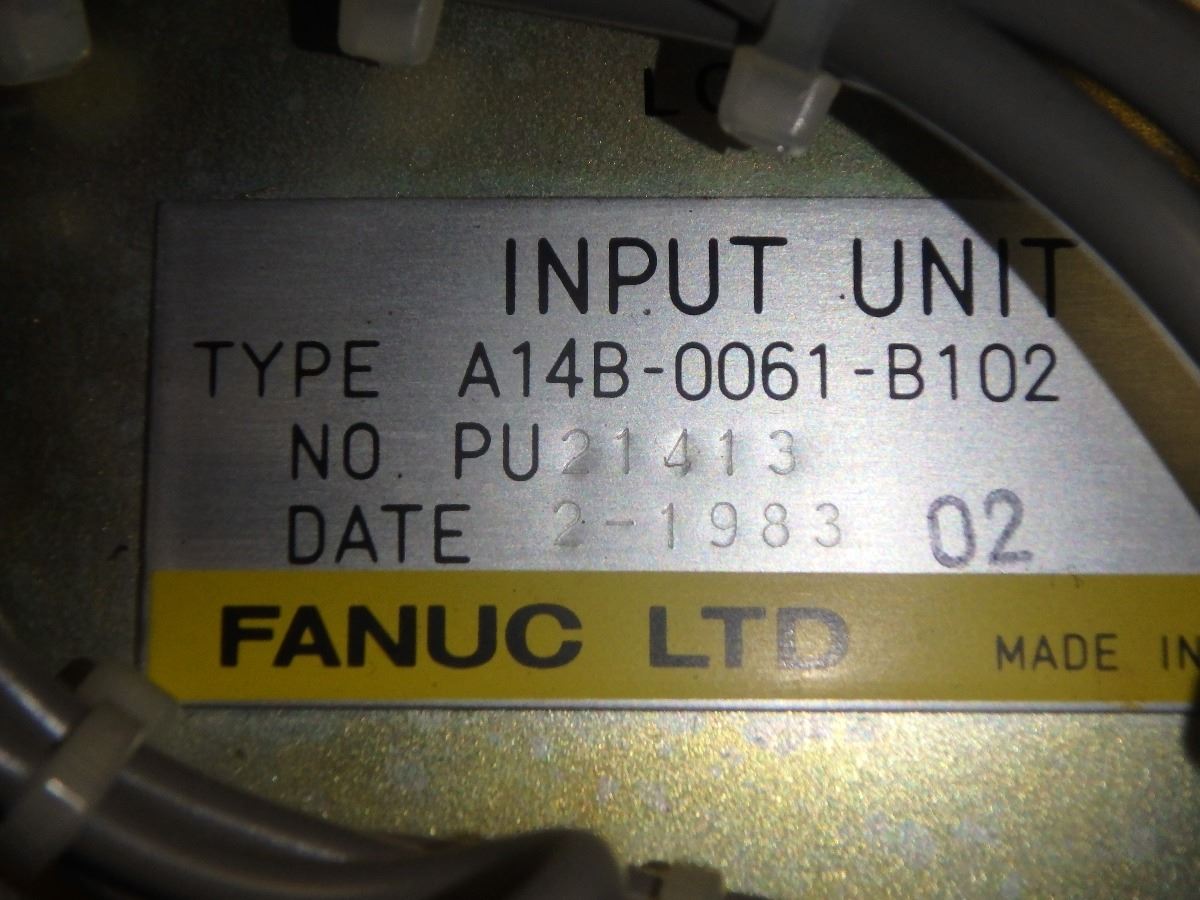 INPUT UNIT
TYPE A14B-0061-B102
NO. PU21413
DATE 2-1983 02
FANUC LTD MADE IN